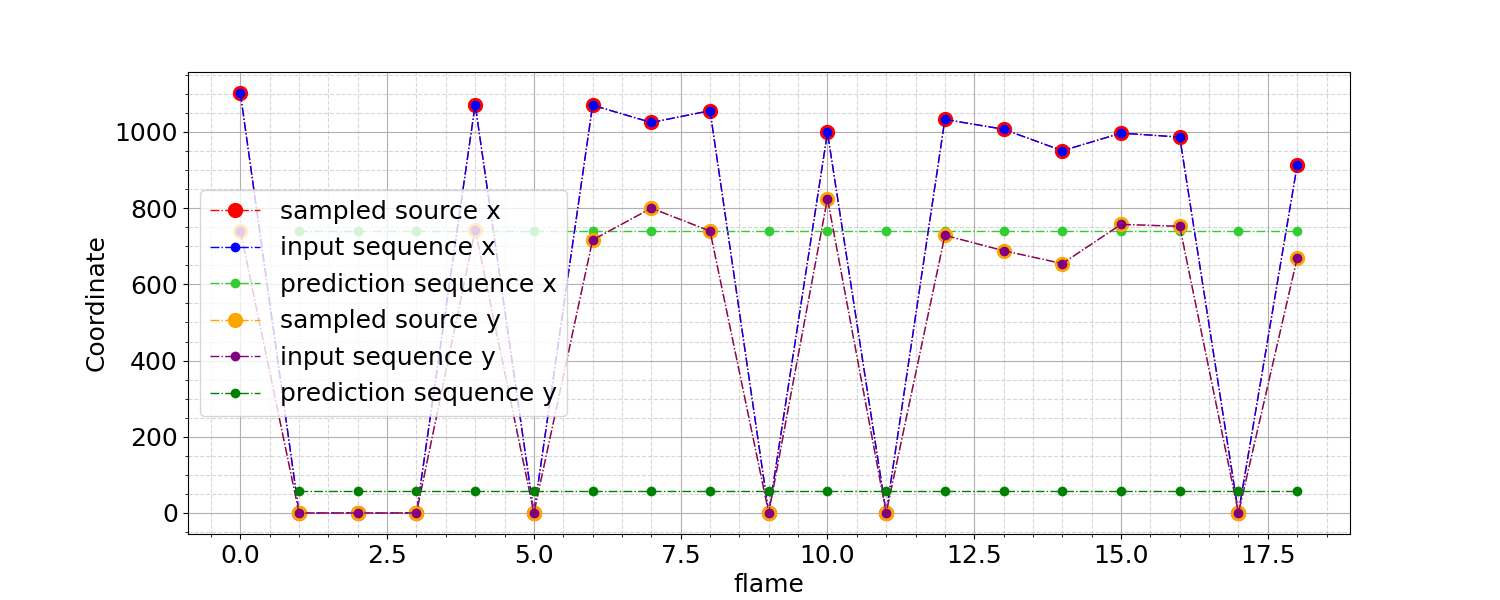 Coordinate
1000
800
600
400
200
0
sampled source x
input sequence x
prediction sequence x
sampled source y
input sequence y
prediction sequence y
0.0 2.5 5.0 7.5 10.0 12.5 15.0 17.5
flame